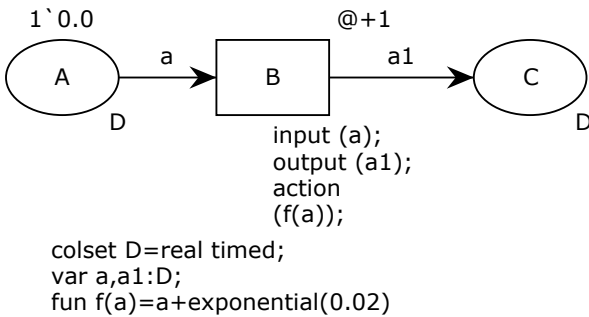 1`0.0
@+1
A
a
B
a1
C
D
D
input (a);
output (a1);
action
(f(a));
colset D=real timed;
var a,a1:D;
fun f(a)=a+exponential(0.02)